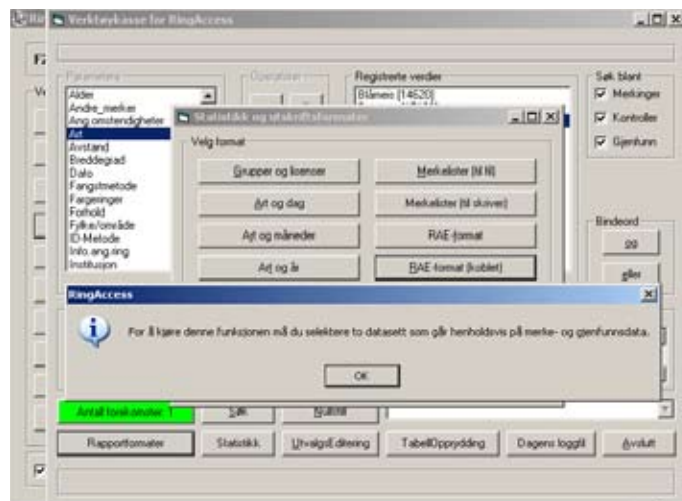 Verktøykasse for RingAccess
Parametere
Operatører
Registrerte verdier
Søk blant
Alder
Andre_merker
Ang.omstendigheter
Art
Avstand
Breddegrad
Dato
Fangstmetode
Fargeringer
Forhold
Fylke/område
ID-Metode
Info.ang.ring
Institusjon
Blåmeis (14620)
Merkinger
Kontroller
Gjenfunn
Statistikk og utskriftsformater
Velg format
Grupper og lisenser
Merkelister (til fil)
Art og dag
Merkelister (til skriver)
Art og måneder
RAE-format
Art og år
RAE-format (koblet)
Bindeord
og
eller
RingAccess
For å kjøre denne funksjonen må du selektere to datasett som går henholdsvis på merke- og gjenfunnsdata.
OK
Antall forekomster: 1
Søk
Nullstill
Rapportformater
Statistikk
UtvalgsEditering
TabellOpprydding
Dagens loggfil
Avslutt